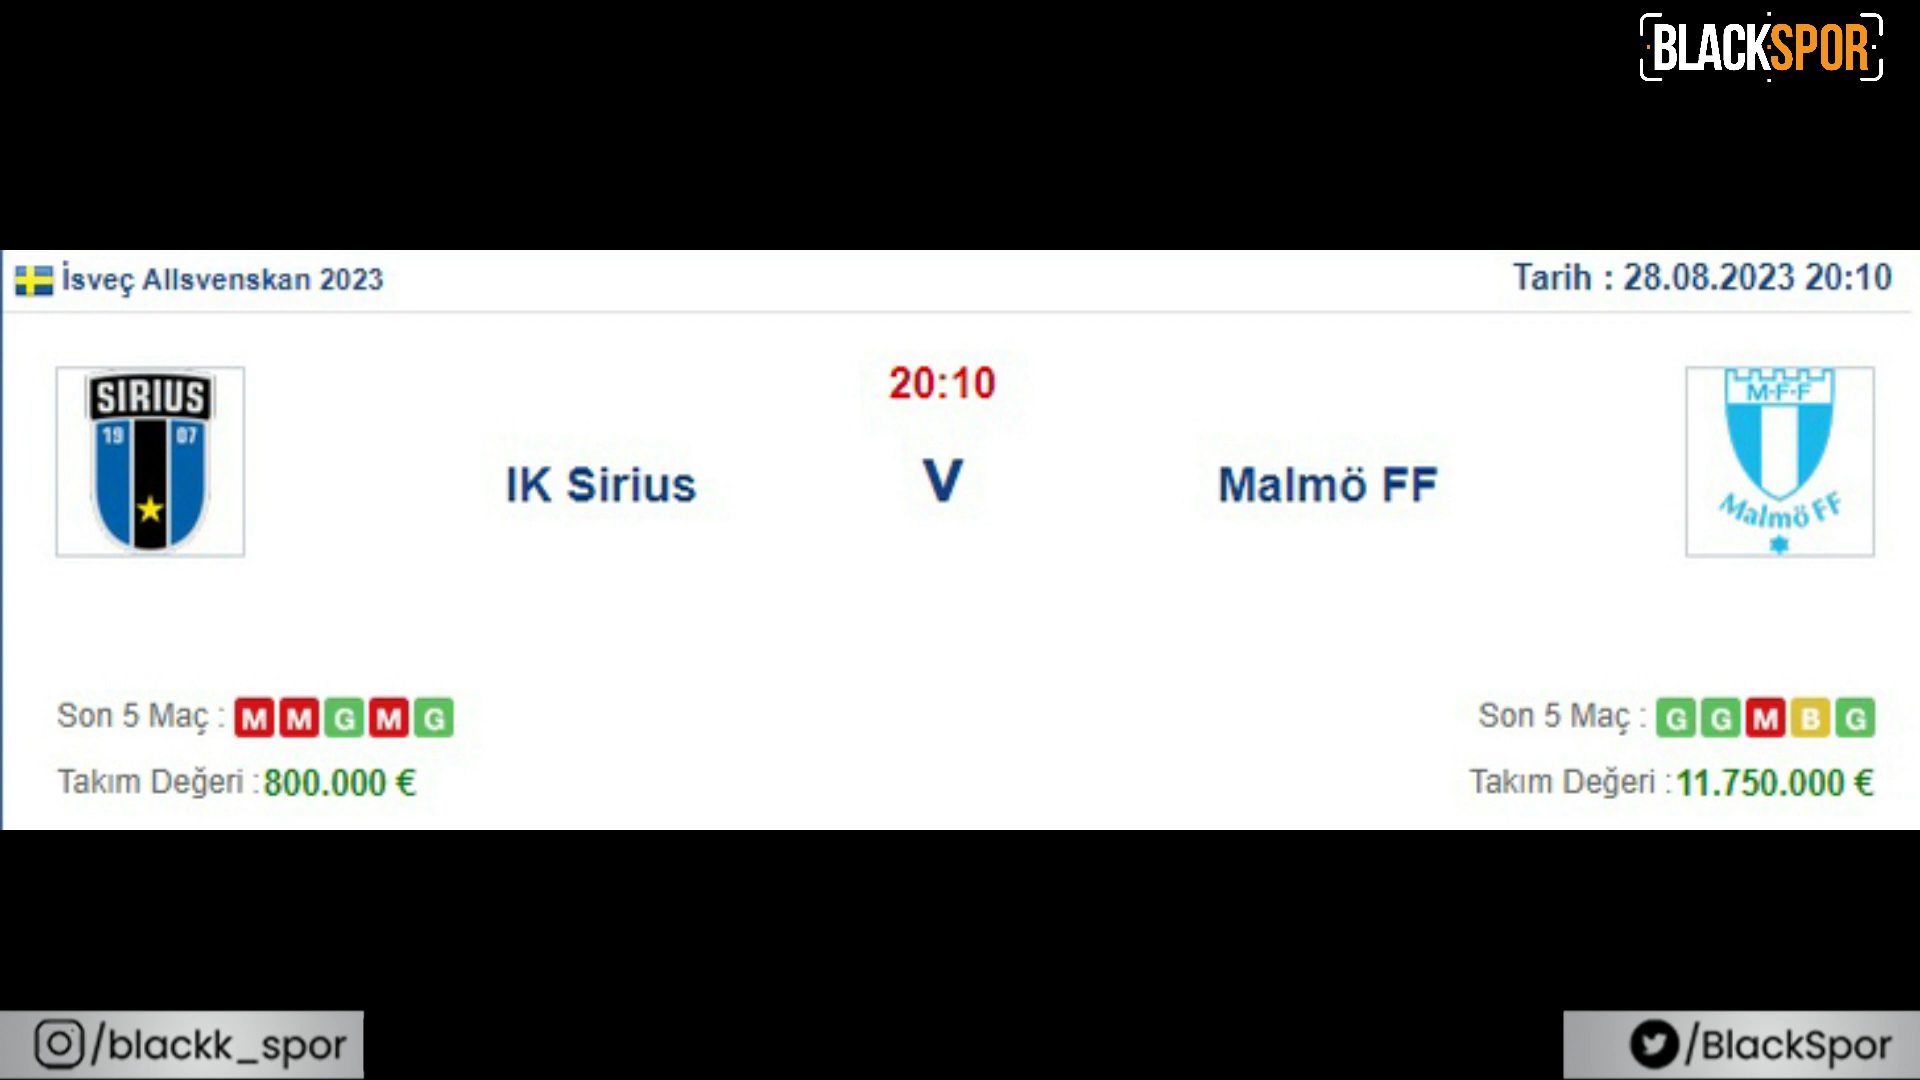 BLACKSPOR
İsveç Allsvenskan 2023
Tarih : 28.08.2023 20:10
SIRIUS
19 07
20:10
IK Sirius
V
Malmö FF
M·F·F
Malmö FF
Son 5 Maç : M M G M G
Son 5 Maç : G G M B G
Takım Değeri : 800.000 €
Takım Değeri : 11.750.000 €
/blackk_spor
/BlackSpor